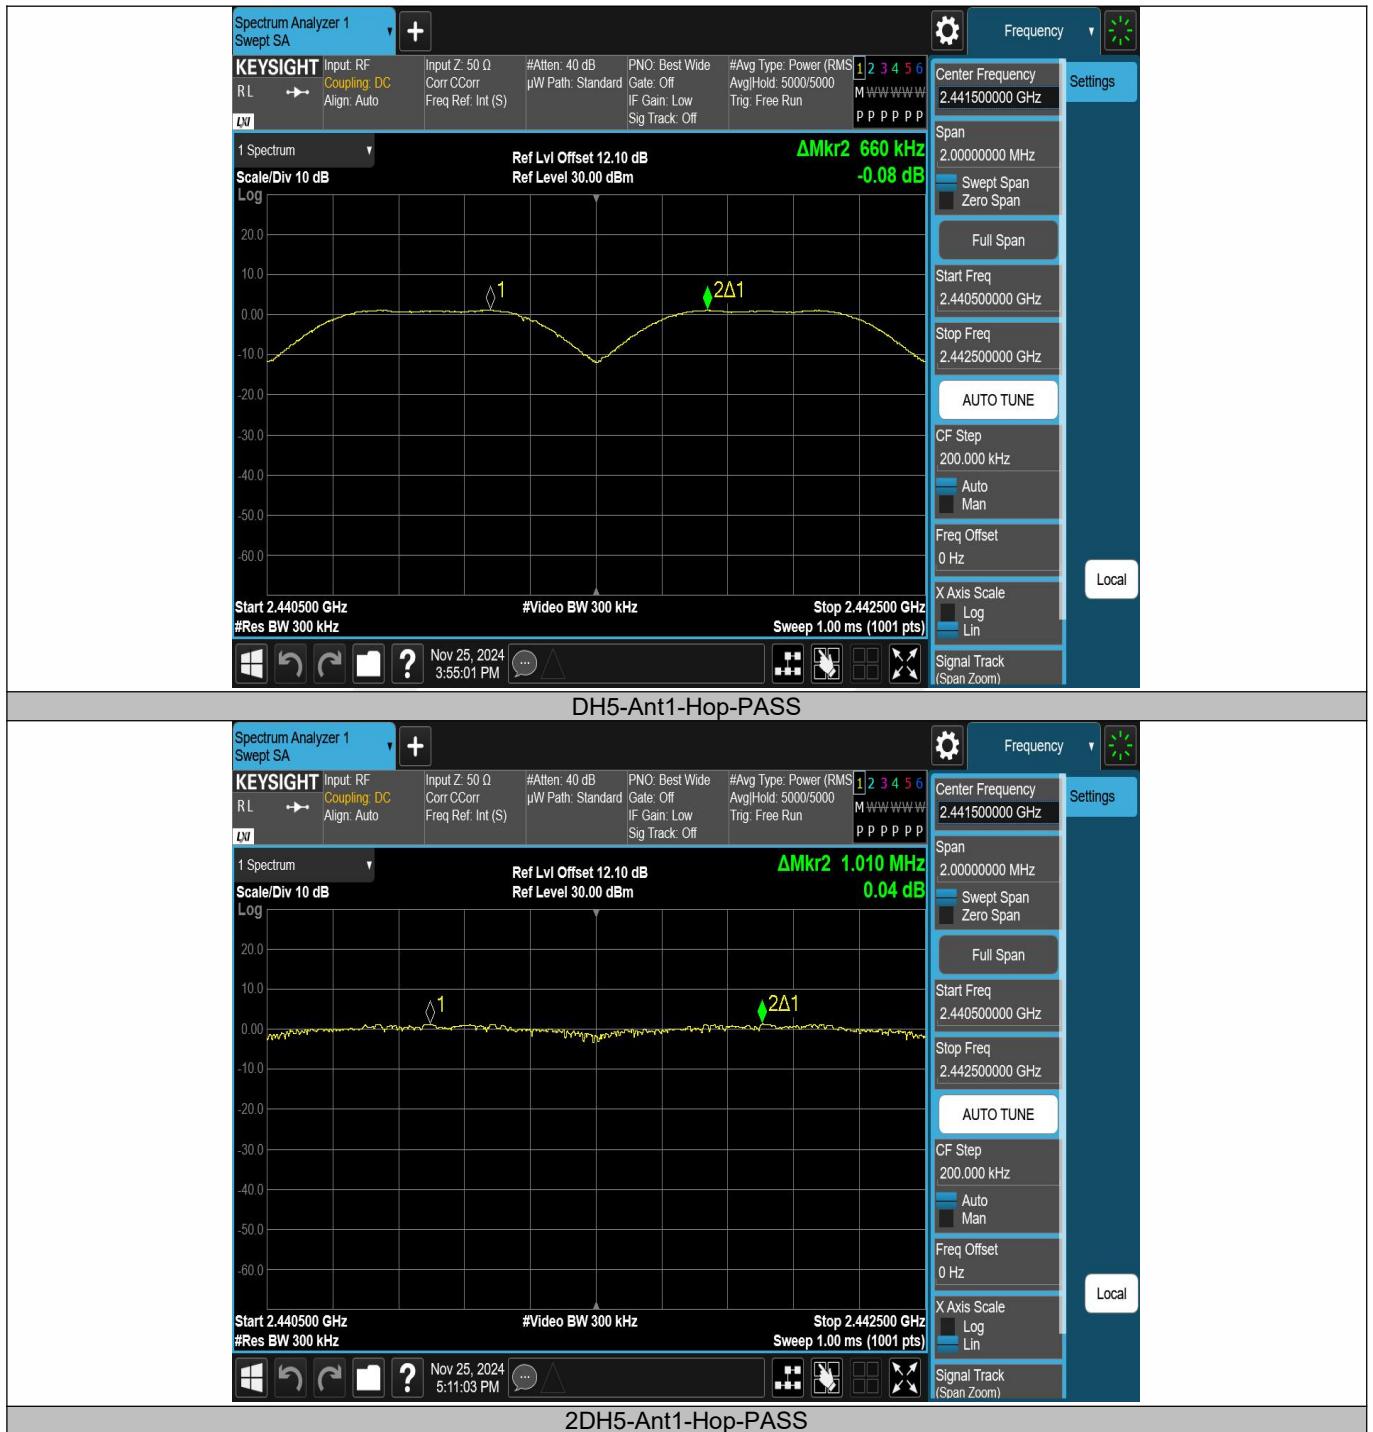 Spectrum Analyzer 1
Swept SA
+
Frequency
KEYSIGHT
RL
LXI
Input: RF
Coupling: DC
Align: Auto
Input Z: 50 Ω
Corr CCorr
Freq Ref: Int (S)
#Atten: 40 dB
µW Path: Standard
PNO: Best Wide
Gate: Off
IF Gain: Low
Sig Track: Off
#Avg Type: Power (RMS
Avg|Hold: 5000/5000
Trig: Free Run
1 2 3 4 5 6
M W W W W W
P P P P P P
1 Spectrum
Scale/Div 10 dB
Ref Lvl Offset 12.10 dB
Ref Level 30.00 dBm
ΔMkr2 660 kHz
-0.08 dB
Log
20.0
10.0
0.00
-10.0
-20.0
-30.0
-40.0
-50.0
-60.0
1
2Δ1
Start 2.440500 GHz
#Res BW 300 kHz
#Video BW 300 kHz
Stop 2.442500 GHz
Sweep 1.00 ms (1001 pts)
Nov 25, 2024
3:55:01 PM
Center Frequency
2.441500000 GHz
Span
2.00000000 MHz
Swept Span
Zero Span
Full Span
Start Freq
2.440500000 GHz
Stop Freq
2.442500000 GHz
AUTO TUNE
CF Step
200.000 kHz
Auto
Man
Freq Offset
0 Hz
X Axis Scale
Log
Lin
Signal Track
(Span Zoom)
Settings
Local
DH5-Ant1-Hop-PASS
Spectrum Analyzer 1
Swept SA
+
Frequency
KEYSIGHT
RL
LXI
Input: RF
Coupling: DC
Align: Auto
Input Z: 50 Ω
Corr CCorr
Freq Ref: Int (S)
#Atten: 40 dB
µW Path: Standard
PNO: Best Wide
Gate: Off
IF Gain: Low
Sig Track: Off
#Avg Type: Power (RMS
Avg|Hold: 5000/5000
Trig: Free Run
1 2 3 4 5 6
M W W W W W
P P P P P P
1 Spectrum
Scale/Div 10 dB
Ref Lvl Offset 12.10 dB
Ref Level 30.00 dBm
ΔMkr2 1.010 MHz
0.04 dB
Log
20.0
10.0
0.00
-10.0
-20.0
-30.0
-40.0
-50.0
-60.0
1
2Δ1
Start 2.440500 GHz
#Res BW 300 kHz
#Video BW 300 kHz
Stop 2.442500 GHz
Sweep 1.00 ms (1001 pts)
Nov 25, 2024
5:11:03 PM
Center Frequency
2.441500000 GHz
Span
2.00000000 MHz
Swept Span
Zero Span
Full Span
Start Freq
2.440500000 GHz
Stop Freq
2.442500000 GHz
AUTO TUNE
CF Step
200.000 kHz
Auto
Man
Freq Offset
0 Hz
X Axis Scale
Log
Lin
Signal Track
(Span Zoom)
Settings
Local
2DH5-Ant1-Hop-PASS